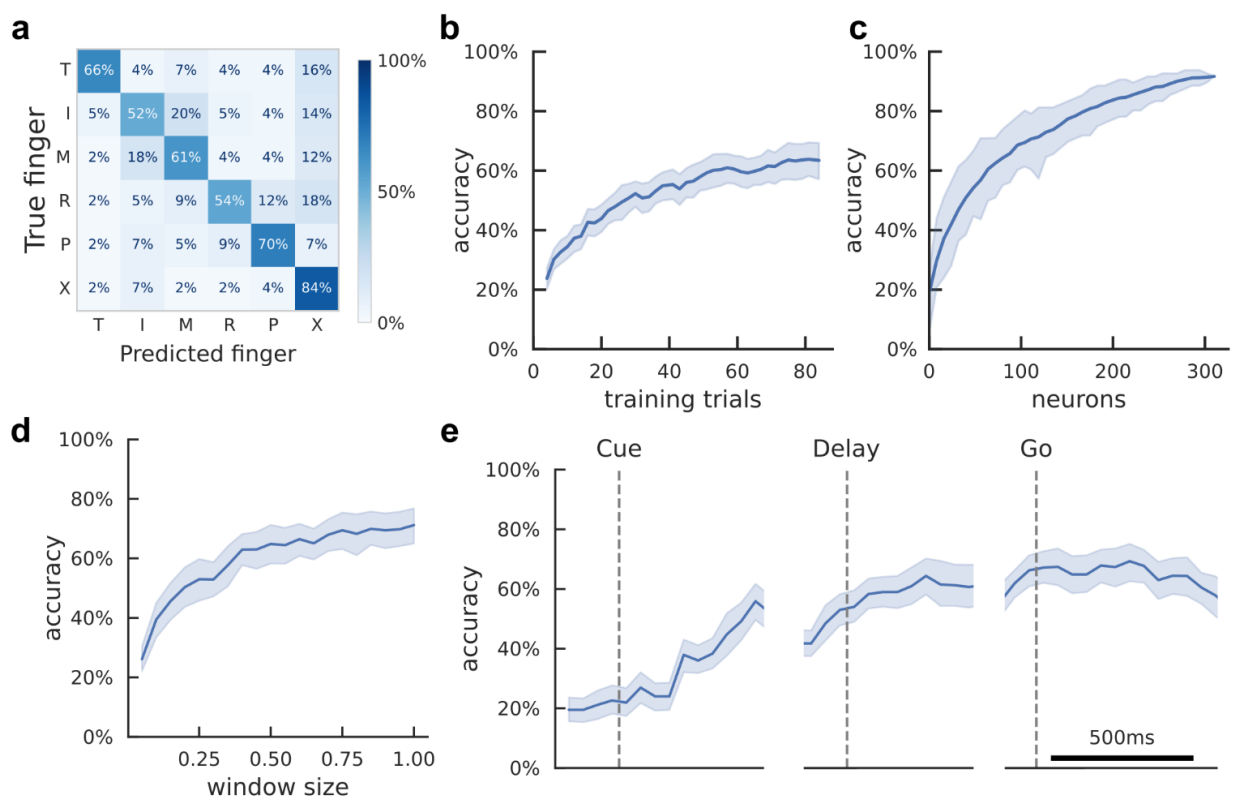 a
True finger
T 66% 4% 7% 4% 4% 16%
I 5% 52% 20% 5% 4% 14%
M 2% 18% 61% 4% 4% 12%
R 2% 5% 9% 54% 12% 18%
P 2% 7% 5% 9% 70% 7%
X 2% 7% 2% 2% 4% 84%
T I M R P X
Predicted finger
100%
50%
0%
b
100%
80%
60%
40%
20%
0%
accuracy
0 20 40 60 80
training trials
c
100%
80%
60%
40%
20%
0%
accuracy
0 100 200 300
neurons
d
100%
80%
60%
40%
20%
0%
accuracy
0.25 0.50 0.75 1.00
window size
e
Cue Delay Go
100%
80%
60%
40%
20%
0%
accuracy
500ms